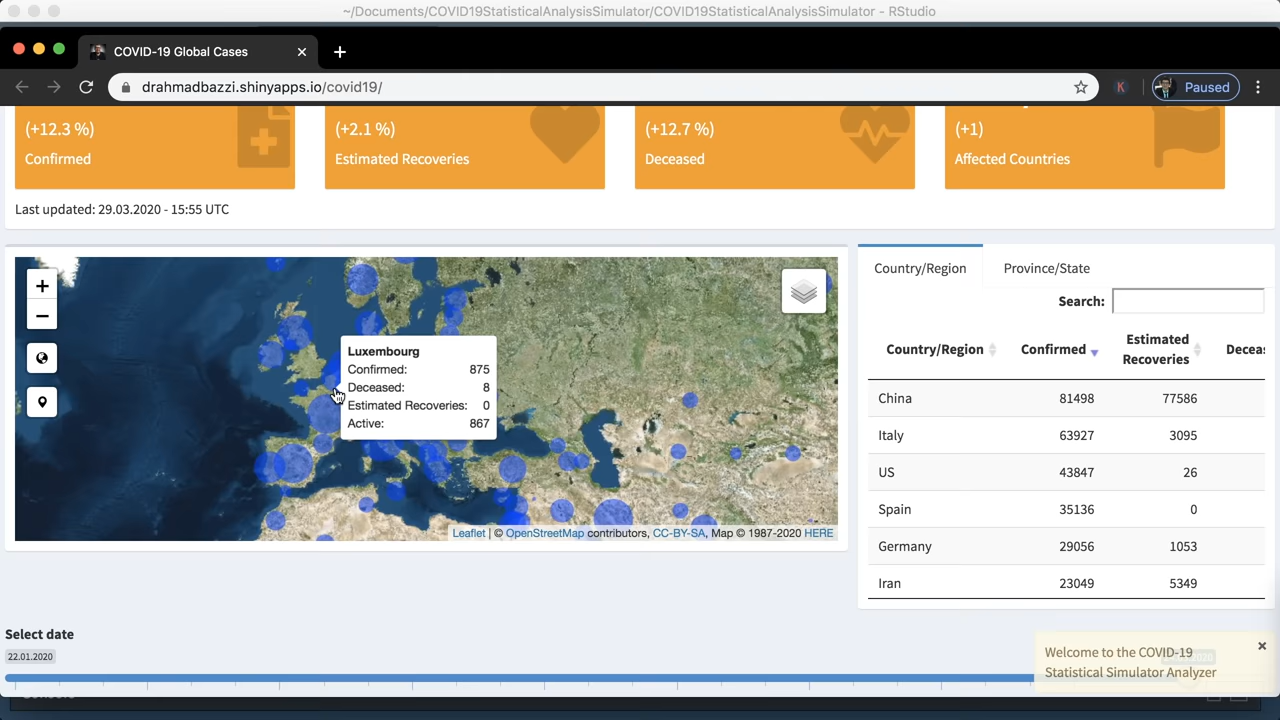 ~/Documents/COVID19StatisticalAnalysisSimulator/COVID19StatisticalAnalysisSimulator - RStudio
COVID-19 Global Cases
drahmadbazzi.shinyapps.io/covid19/
K
Paused
(+12.3 %)
Confirmed
(+2.1 %)
Estimated Recoveries
(+12.7 %)
Deceased
(+1)
Affected Countries
Last updated: 29.03.2020 - 15:55 UTC
+
−
Luxembourg
Confirmed: 875
Deceased: 8
Estimated Recoveries: 0
Active: 867
Leaflet | © OpenStreetMap contributors, CC-BY-SA, Map © 1987-2020 HERE
Country/Region Province/State
Search:
Country/Region Confirmed Estimated Recoveries Deceas
China 81498 77586
Italy 63927 3095
US 43847 26
Spain 35136 0
Germany 29056 1053
Iran 23049 5349
Select date
22.01.2020
Welcome to the COVID-19
Statistical Simulator Analyzer